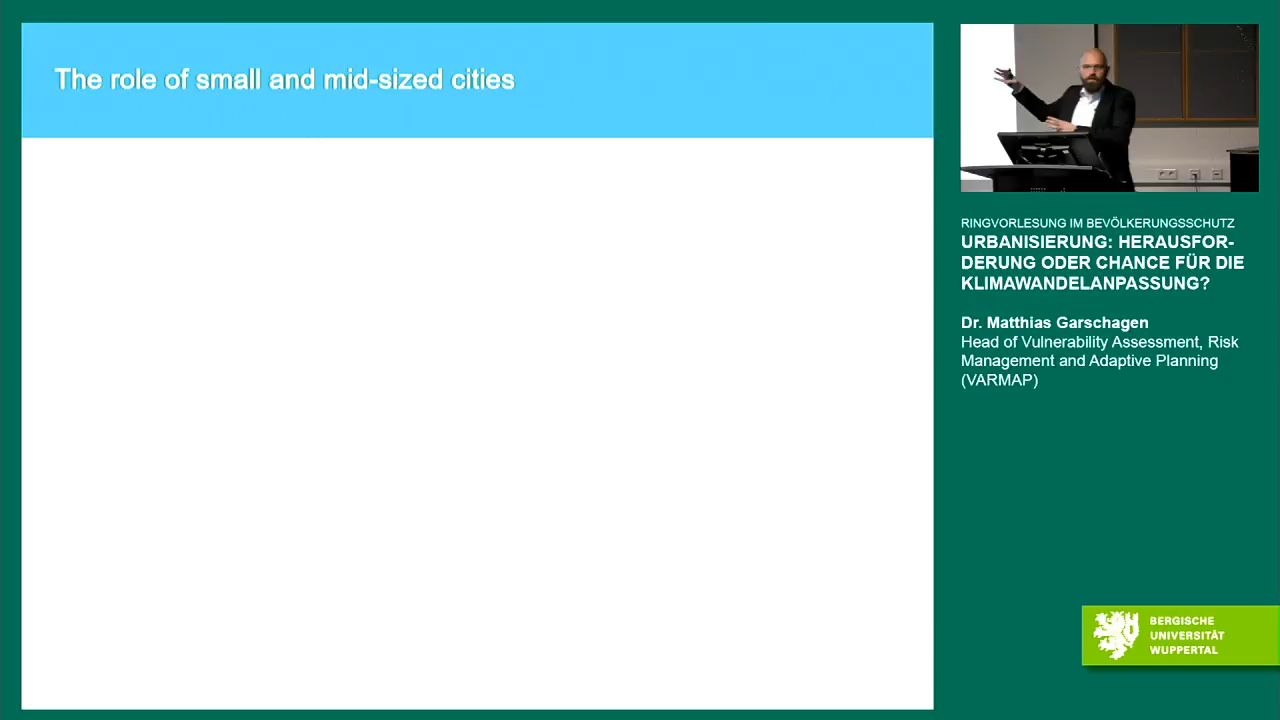 The role of small and mid-sized cities
RINGVORLESUNG IM BEVÖLKERUNGSSCHUTZ
URBANISIERUNG: HERAUSFOR-
DERUNG ODER CHANCE FÜR DIE
KLIMAWANDELANPASSUNG?
Dr. Matthias Garschagen
Head of Vulnerability Assessment, Risk
Management and Adaptive Planning
(VARMAP)
BERGISCHE
UNIVERSITÄT
WUPPERTAL